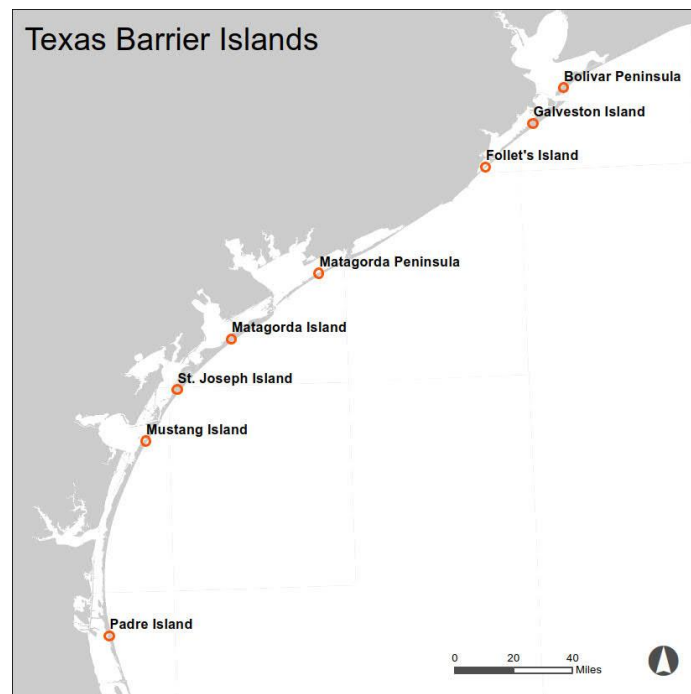 Texas Barrier Islands
Bolivar Peninsula
Galveston Island
Follet's Island
Matagorda Peninsula
Matagorda Island
St. Joseph Island
Mustang Island
Padre Island
0 20 40
Miles